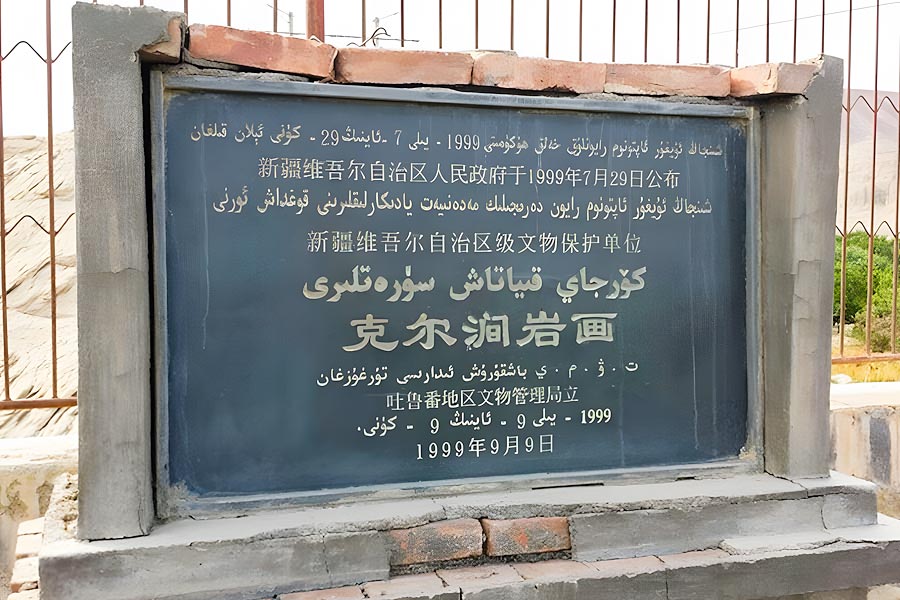 شىنجاڭ ئۇيغۇر ئاپتونوم رايونلۇق خەلق ھۆكۈمىتى 1999 - يىلى 7 - ئاينىڭ 29 - كۈنى ئېلان قىلغان
新疆维吾尔自治区人民政府于1999年7月29日公布
شىنجاڭ ئۇيغۇر ئاپتونوم رايون دەرىجىلىك مەدەنىيەت يادىكارلىقلىرىنى قوغداش ئورنى
新疆维吾尔自治区级文物保护单位
كۆرجاي قىياتاش سۈرەتلىرى
克尔涧岩画
ت . ۋ . م . ي باشقۇرۇش ئىدارىسى تۇرغۇزغان
吐鲁番地区文物管理局立
1999 - يىلى 9 - ئاينىڭ 9 - كۈنى،
1999年9月9日